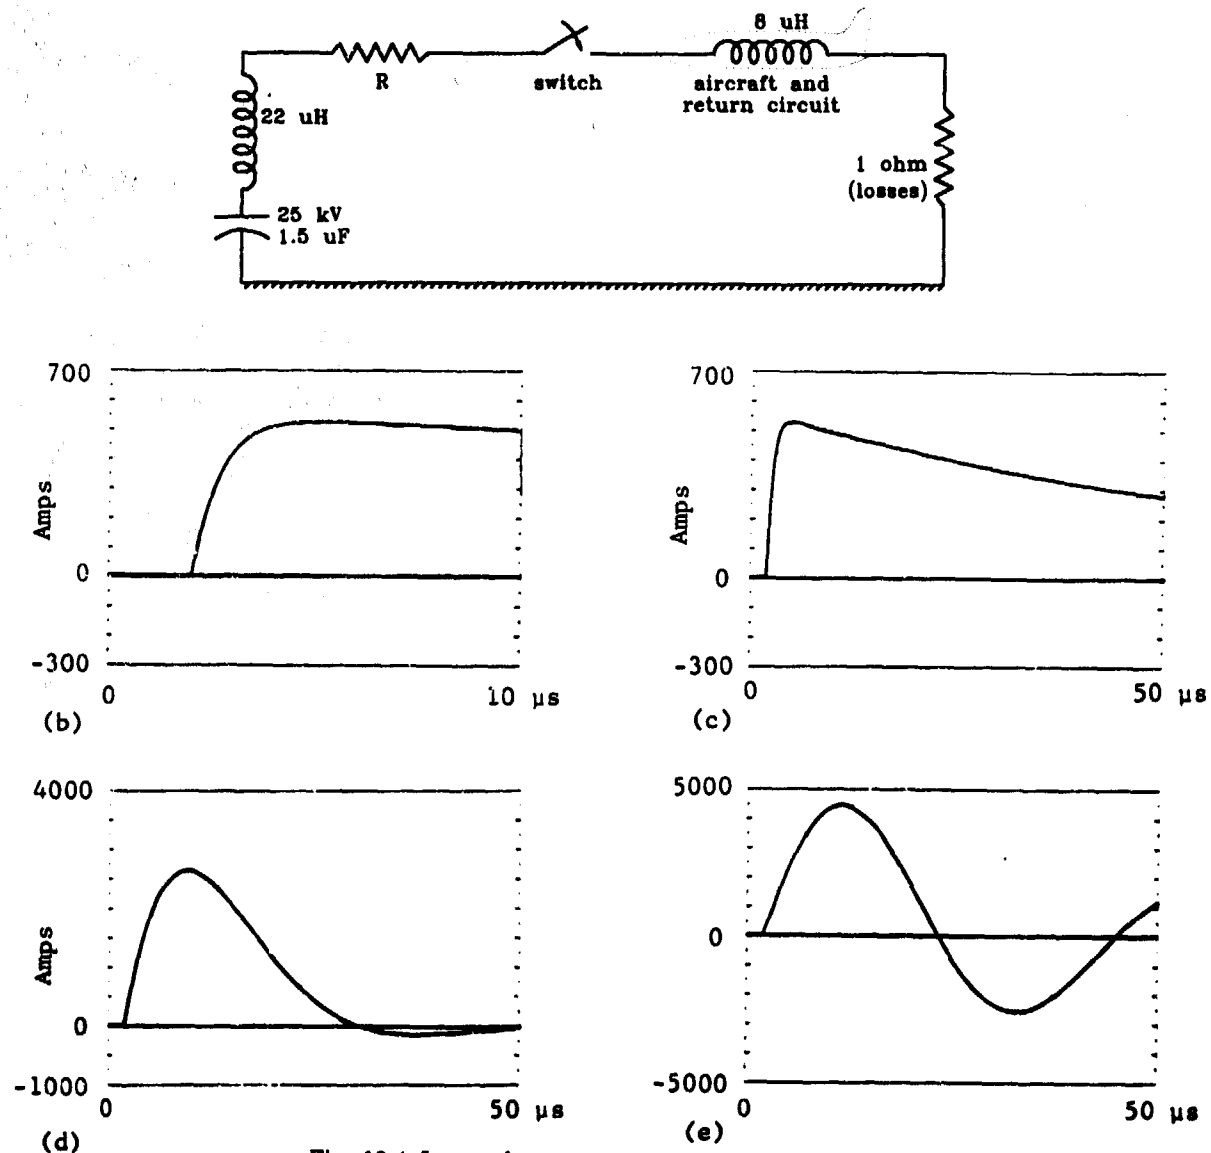 8 uH
R
switch
aircraft and
return circuit
22 uH
1 ohm
(losses)
25 kV
1.5 uF
700
Amps
0
-300
0
10 µs
(b)
700
Amps
0
-300
0
50 µs
(c)
4000
Amps
0
-1000
0
50 µs
(d)
5000
0
-5000
0
50 µs
(e)